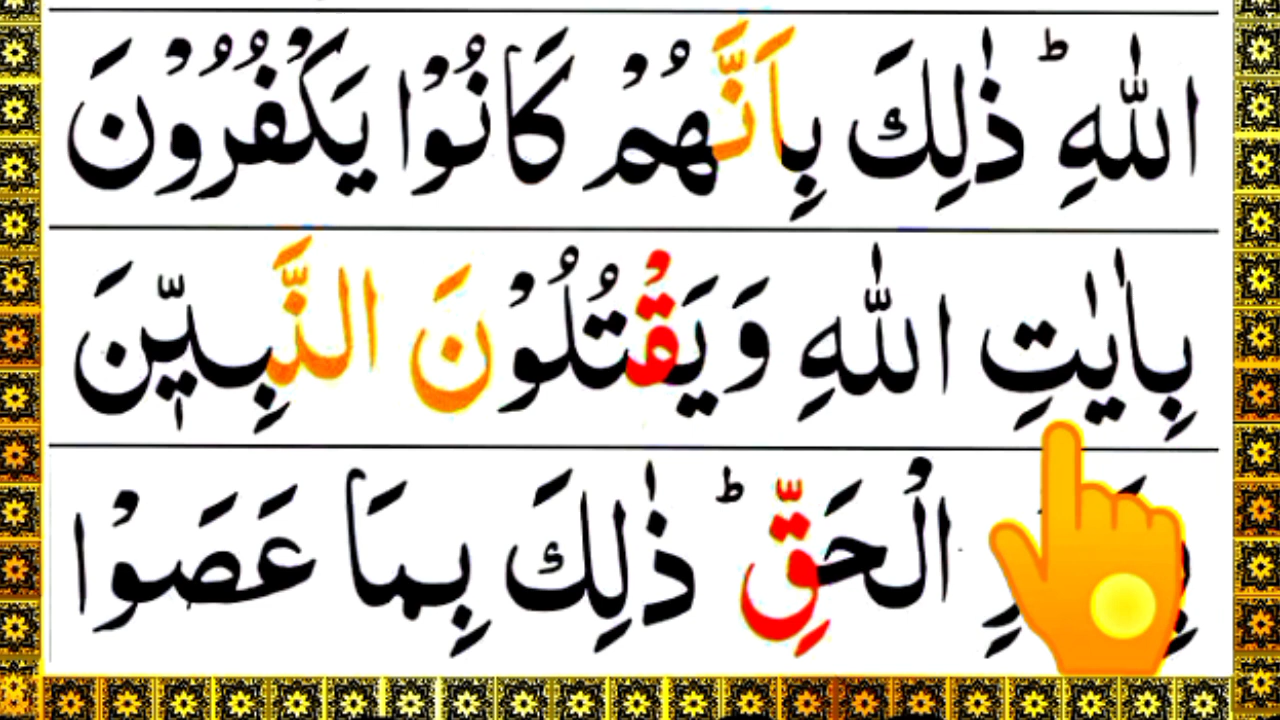 اللّٰهِ ؕ ذٰلِكَ بِاَنَّهُمْ كَانُوْا يَكْفُرُوْنَ
بِاٰيٰتِ اللّٰهِ وَيَقْتُلُوْنَ النَّبِيّٖنَ
الْحَقِّ ؕ ذٰلِكَ بِمَا عَصَوْا